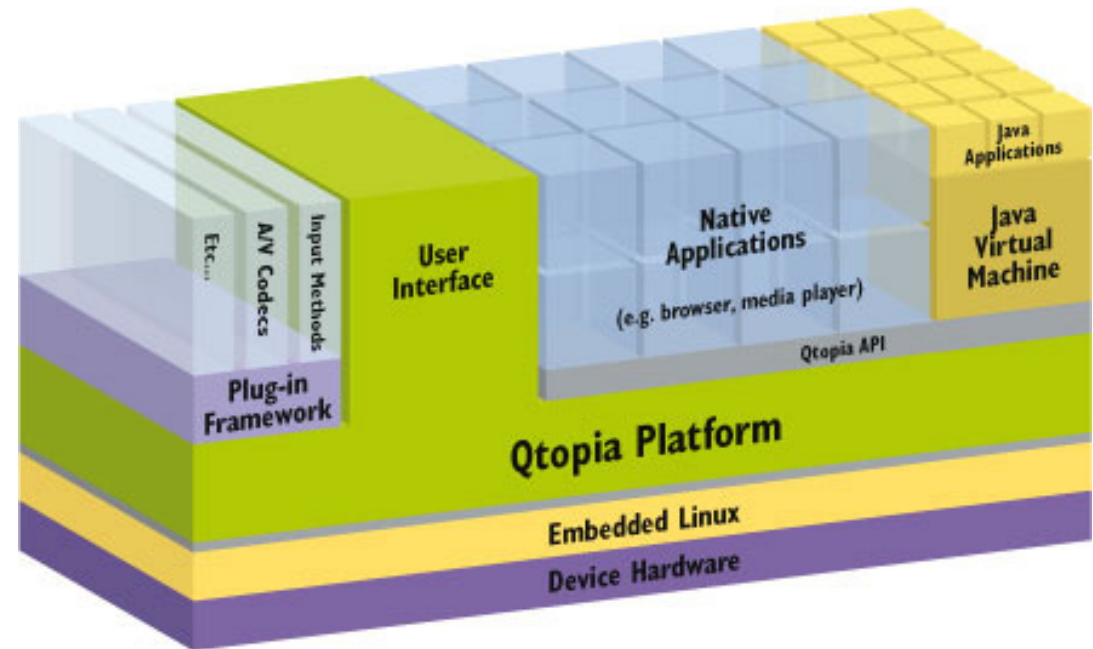 Etc...
A/V Codecs
Input Methods
Plug-in
Framework
User
Interface
Native
Applications
(e.g. browser, media player)
Java
Applications
Java
Virtual
Machine
Qtopia API
Qtopia Platform
Embedded Linux
Device Hardware